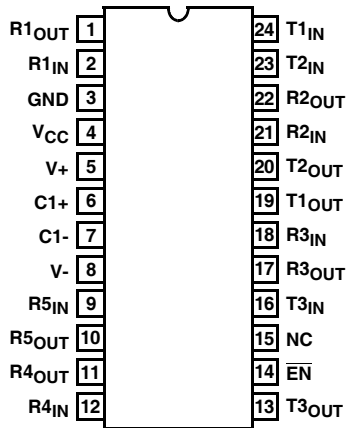 R1OUT 1 24 T1IN
R1IN 2 23 T2IN
GND 3 22 R2OUT
VCC 4 21 R2IN
V+ 5 20 T2OUT
C1+ 6 19 T1OUT
C1- 7 18 R3IN
V- 8 17 R3OUT
R5IN 9 16 T3IN
R5OUT 10 15 NC
R4OUT 11 14 E̅N̅
R4IN 12 13 T3OUT